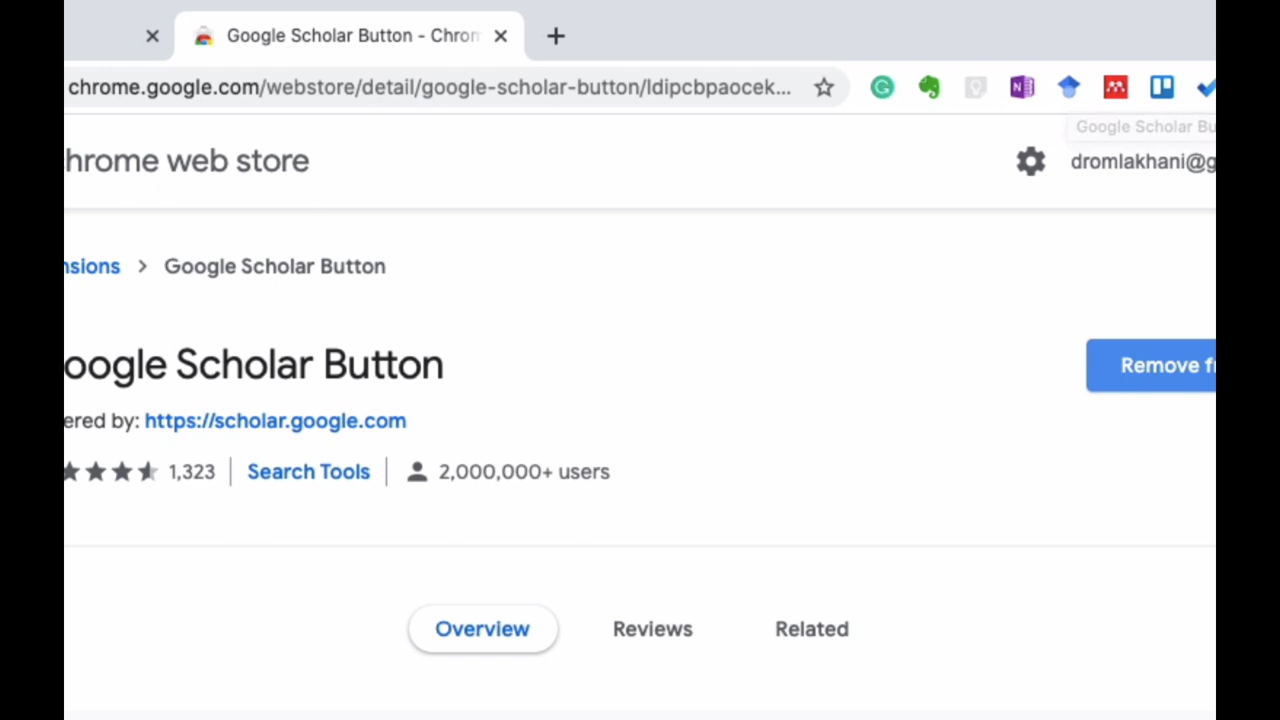 Google Scholar Button - Chrom
chrome.google.com/webstore/detail/google-scholar-button/ldipcbpaocek...
Google Scholar Bu
hrome web store
dromlakhani@g
nsions > Google Scholar Button
oogle Scholar Button
Remove fr
ered by: https://scholar.google.com
1,323 | Search Tools | 2,000,000+ users
Overview Reviews Related